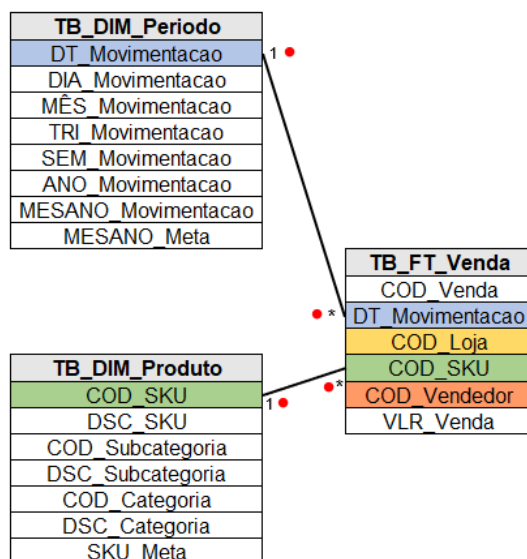 TB_DIM_Periodo
DT_Movimentacao
DIA_Movimentacao
MÊS_Movimentacao
TRI_Movimentacao
SEM_Movimentacao
ANO_Movimentacao
MESANO_Movimentacao
MESANO_Meta
1
*
TB_FT_Venda
COD_Venda
DT_Movimentacao
COD_Loja
COD_SKU
COD_Vendedor
VLR_Venda
*
1
TB_DIM_Produto
COD_SKU
DSC_SKU
COD_Subcategoria
DSC_Subcategoria
COD_Categoria
DSC_Categoria
SKU_Meta